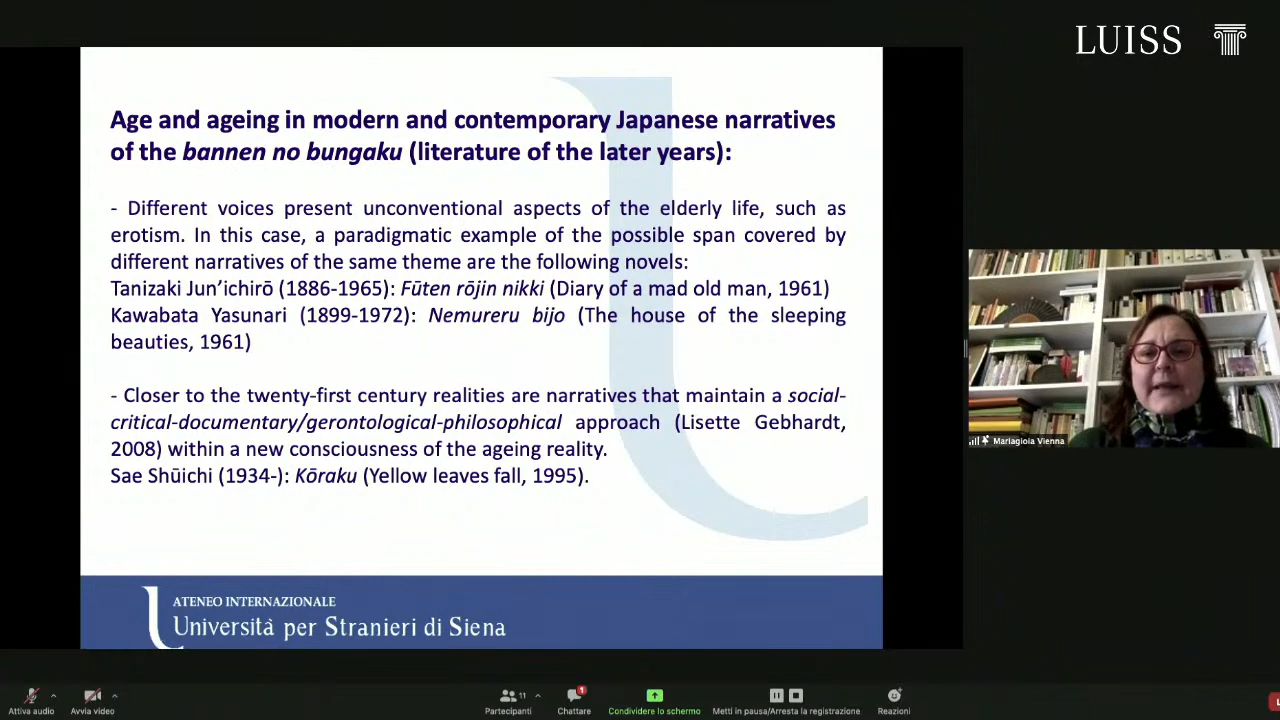 LUISS
Age and ageing in modern and contemporary Japanese narratives
of the bannen no bungaku (literature of the later years):
- Different voices present unconventional aspects of the elderly life, such as
erotism. In this case, a paradigmatic example of the possible span covered by
different narratives of the same theme are the following novels:
Tanizaki Jun’ichirō (1886-1965): Fūten rōjin nikki (Diary of a mad old man, 1961)
Kawabata Yasunari (1899-1972): Nemureru bijo (The house of the sleeping
beauties, 1961)
- Closer to the twenty-first century realities are narratives that maintain a social-
critical-documentary/gerontological-philosophical approach (Lisette Gebhardt,
2008) within a new consciousness of the ageing reality.
Sae Shūichi (1934-): Kōraku (Yellow leaves fall, 1995).
Mariagioia Vienna
ATENEO INTERNAZIONALE
Università per Stranieri di Siena
Attiva audio
Avvia video
Partecipanti
11
Chattare
1
Condividere lo schermo
Metti in pausa/Arresta la registrazione
Reazioni